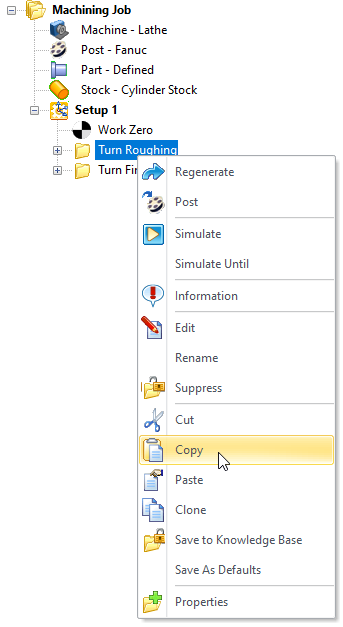 Machining Job
Machine - Lathe
Post - Fanuc
Part - Defined
Stock - Cylinder Stock
Setup 1
Work Zero
Turn Roughing
Turn Fi
Regenerate
Post
Simulate
Simulate Until
Information
Edit
Rename
Suppress
Cut
Copy
Paste
Clone
Save to Knowledge Base
Save As Defaults
Properties